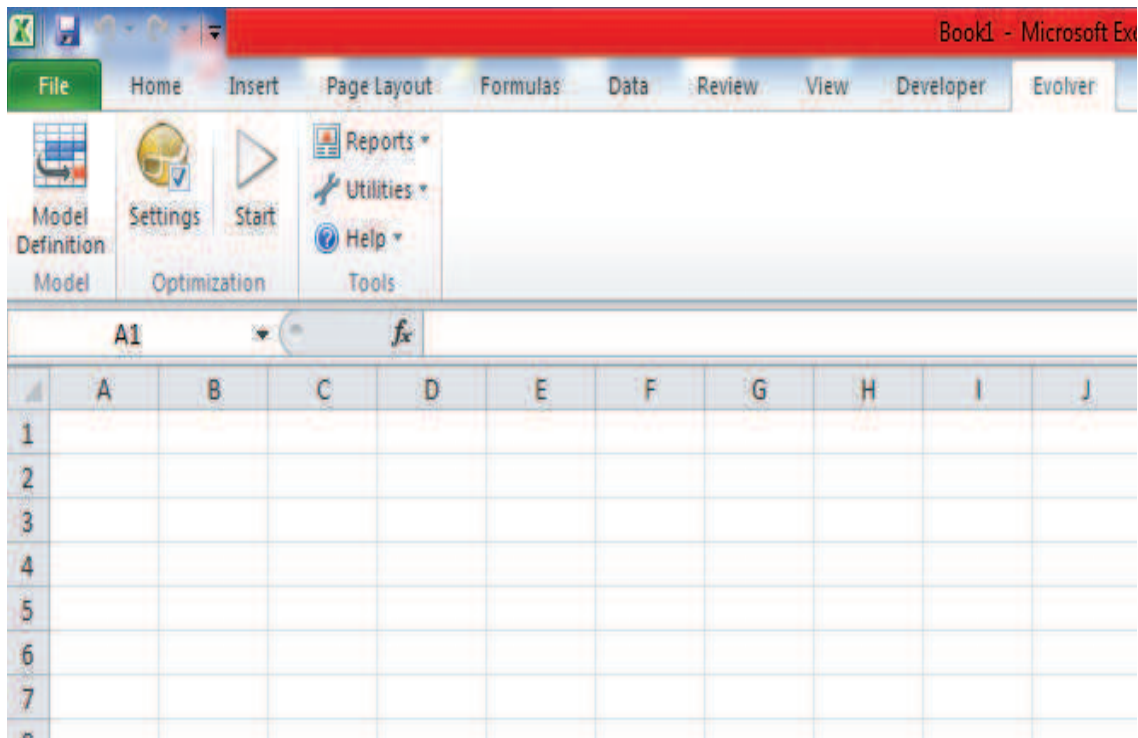 Book1 - Microsoft Exc
File Home Insert Page Layout Formulas Data Review View Developer Evolver
Model Definition
Settings
Start
Reports
Utilities
Help
Model Optimization Tools
A1 fx
A B C D E F G H I J
1
2
3
4
5
6
7